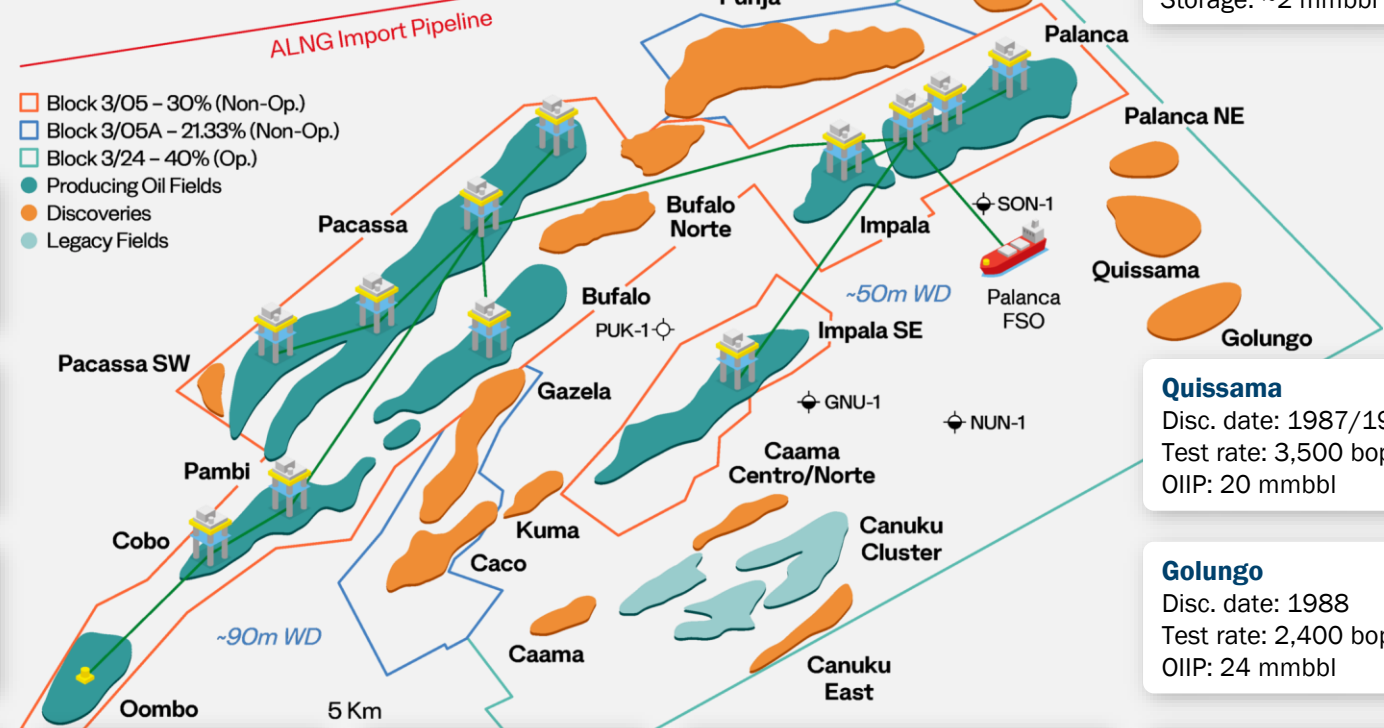 Punja
Storage: ~2 mmbbl
ALNG Import Pipeline
Palanca
Block 3/05 – 30% (Non-Op.)
Block 3/05A – 21.33% (Non-Op.)
Block 3/24 – 40% (Op.)
Producing Oil Fields
Discoveries
Legacy Fields
Palanca NE
Pacassa
Bufalo
Norte
Impala
SON-1
Quissama
Bufalo
PUK-1
~50m WD
Palanca
FSO
Impala SE
Golungo
Pacassa SW
Gazela
GNU-1
NUN-1
Quissama
Disc. date: 1987/19
Test rate: 3,500 bop
OIIP: 20 mmbbl
Caama
Centro/Norte
Pambi
Kuma
Canuku
Cluster
Cobo
Caco
Golungo
Disc. date: 1988
Test rate: 2,400 bop
OIIP: 24 mmbbl
~90m WD
Caama
Canuku
East
Oombo
5 Km